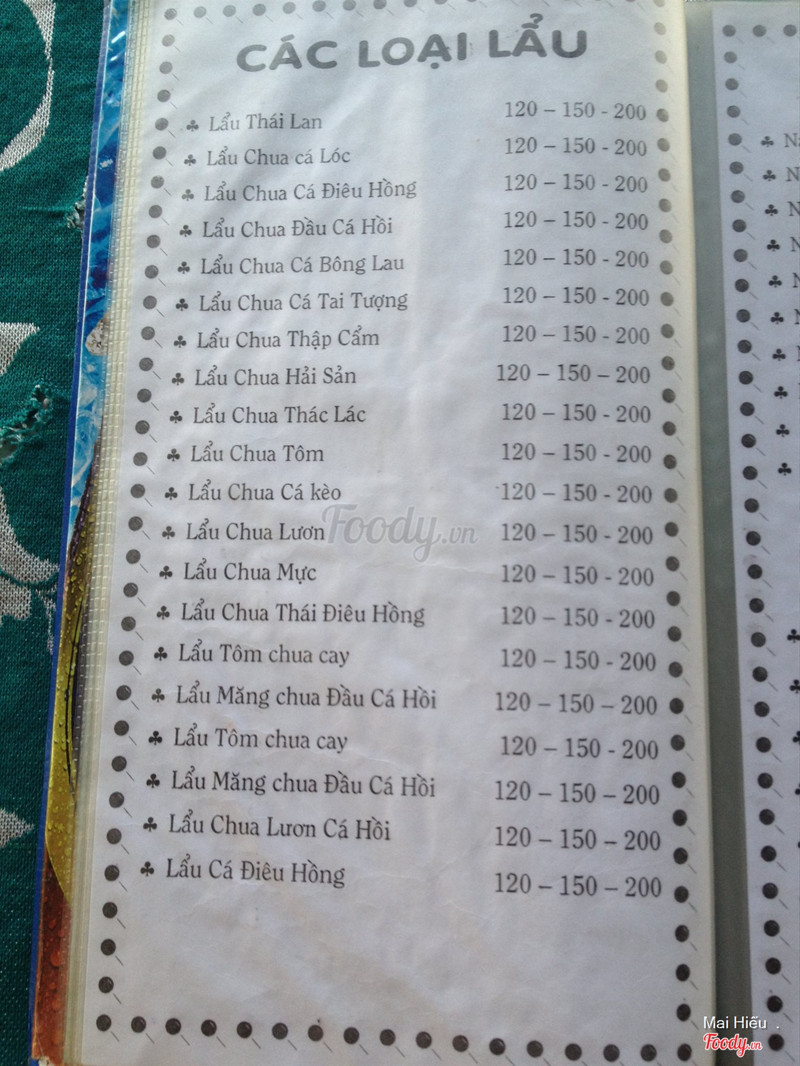 CÁC LOẠI LẨU
♣ Lẩu Thái Lan 120 – 150 - 200
♣ Lẩu Chua cá Lóc 120 – 150 - 200
♣ Lẩu Chua Cá Điêu Hồng 120 – 150 - 200
♣ Lẩu Chua Đầu Cá Hồi 120 – 150 - 200
♣ Lẩu Chua Cá Bông Lau 120 – 150 - 200
♣ Lẩu Chua Cá Tai Tượng 120 – 150 - 200
♣ Lẩu Chua Thập Cẩm 120 – 150 - 200
♣ Lẩu Chua Hải Sản 120 – 150 – 200
♣ Lẩu Chua Thác Lác 120 – 150 - 200
♣ Lẩu Chua Tôm 120 – 150 - 200
♣ Lẩu Chua Cá kèo 120 – 150 - 200
♣ Lẩu Chua Lươn 120 – 150 - 200
♣ Lẩu Chua Mực 120 – 150 - 200
♣ Lẩu Chua Thái Điêu Hồng 120 – 150 - 200
♣ Lẩu Tôm chua cay 120 – 150 - 200
♣ Lẩu Măng chua Đầu Cá Hồi 120 – 150 – 200
♣ Lẩu Tôm chua cay 120 – 150 - 200
♣ Lẩu Măng chua Đầu Cá Hồi 120 – 150 – 200
♣ Lẩu Chua Lươn Cá Hồi 120 – 150 – 200
♣ Lẩu Cá Điêu Hồng 120 – 150 – 200
Foody.vn
Mai Hiếu .
Foody.vn